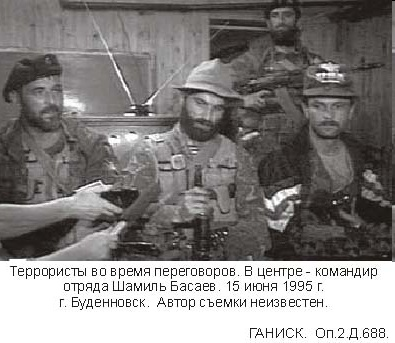 Террористы во время переговоров. В центре - командир
отряда Шамиль Басаев. 15 июня 1995 г.
г. Буденновск. Автор съемки неизвестен.
ГАНИСК. Оп.2.Д.688.